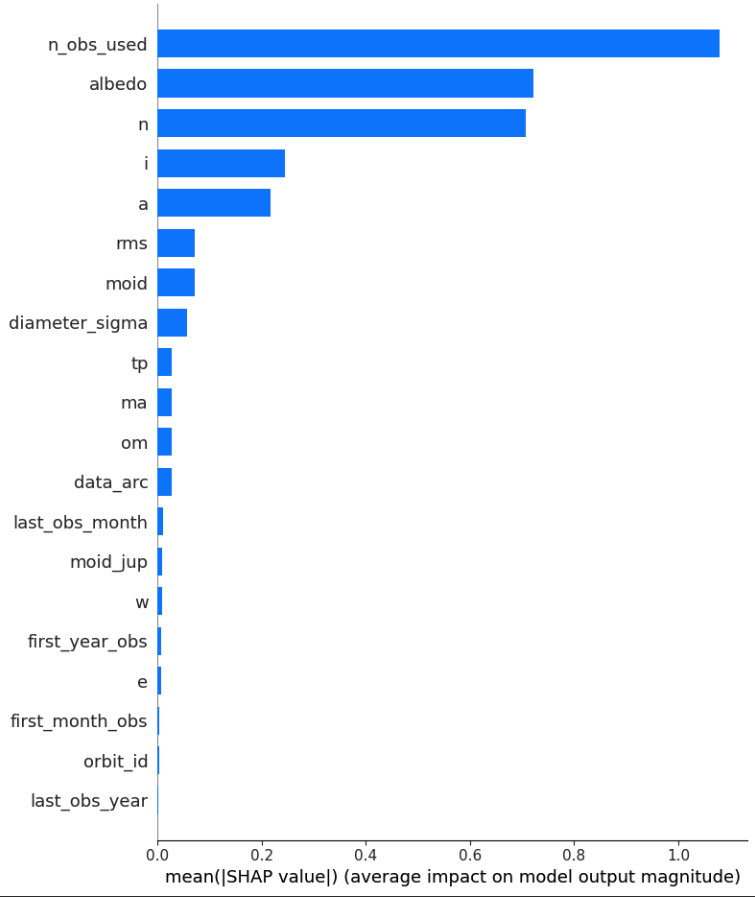 n_obs_used
albedo
n
i
a
rms
moid
diameter_sigma
tp
ma
om
data_arc
last_obs_month
moid_jup
w
first_year_obs
e
first_month_obs
orbit_id
last_obs_year
0.0 0.2 0.4 0.6 0.8 1.0
mean(|SHAP value|) (average impact on model output magnitude)